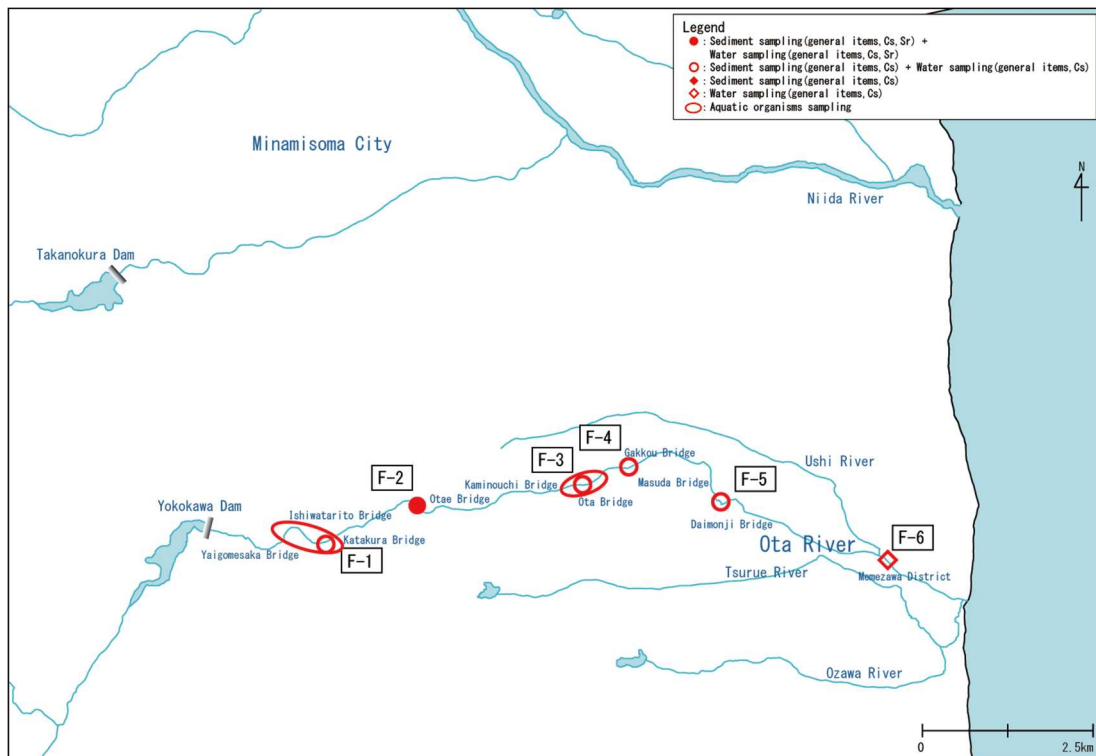 Legend
: Sediment sampling(general items,Cs,Sr) +
Water sampling(general items,Cs,Sr)
: Sediment sampling(general items,Cs) + Water sampling(general items,Cs)
: Sediment sampling(general items,Cs)
: Water sampling(general items,Cs)
: Aquatic organisms sampling
Minamisoma City
N
Niida River
Takanokura Dam
F-4
Gakkou Bridge
F-3
Ushi River
F-2
Kaminouchi Bridge
Masuda Bridge
F-5
Otae Bridge
Ota Bridge
Yokokawa Dam
Ishiwatarito Bridge
Daimonji Bridge
Katakura Bridge
Ota River
F-6
Yaigomesaka Bridge
F-1
Tsurue River
Memezawa District
Ozawa River
0
2.5km